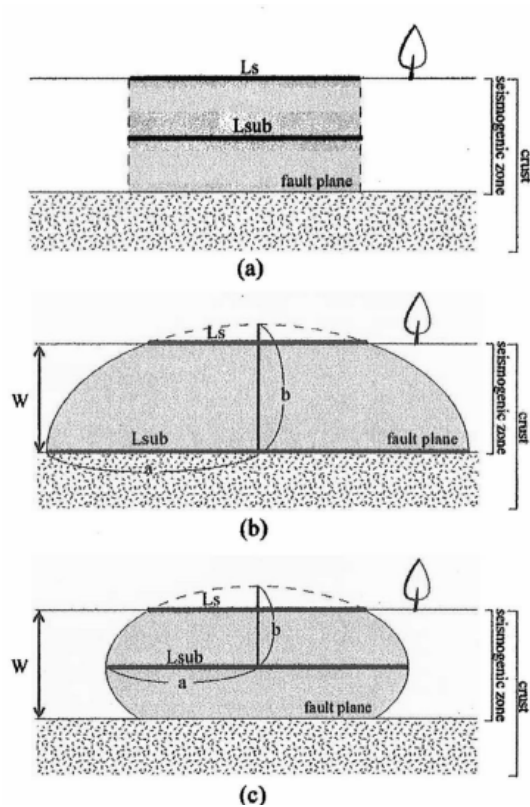 Ls
Lsub
fault plane
seismogenic zone
crust
(a)
Ls
W
b
Lsub
fault plane
a
seismogenic zone
crust
(b)
Ls
W
b
Lsub
a
fault plane
seismogenic zone
crust
(c)